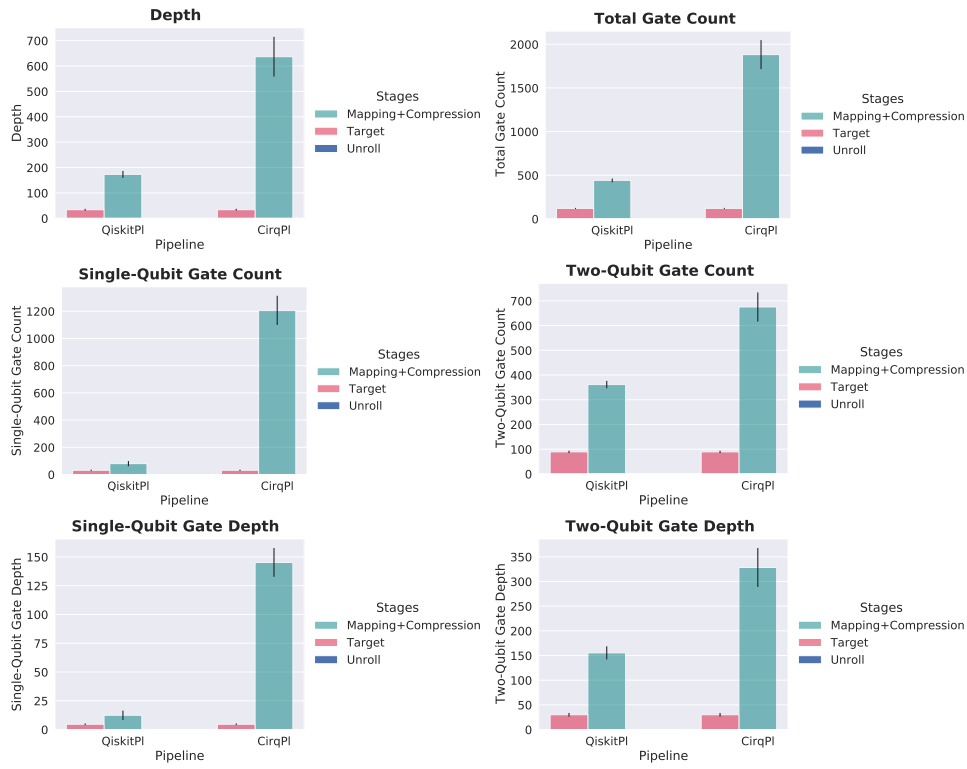 Depth
Depth
700
600
500
400
300
200
100
0
QiskitPl
CirqPl
Pipeline
Stages
Mapping+Compression
Target
Unroll
Total Gate Count
Total Gate Count
2000
1500
1000
500
0
QiskitPl
CirqPl
Pipeline
Stages
Mapping+Compression
Target
Unroll
Single-Qubit Gate Count
Single-Qubit Gate Count
1200
1000
800
600
400
200
0
QiskitPl
CirqPl
Pipeline
Stages
Mapping+Compression
Target
Unroll
Two-Qubit Gate Count
Two-Qubit Gate Count
700
600
500
400
300
200
100
0
QiskitPl
CirqPl
Pipeline
Stages
Mapping+Compression
Target
Unroll
Single-Qubit Gate Depth
Single-Qubit Gate Depth
150
125
100
75
50
25
0
QiskitPl
CirqPl
Pipeline
Stages
Mapping+Compression
Target
Unroll
Two-Qubit Gate Depth
Two-Qubit Gate Depth
350
300
250
200
150
100
50
0
QiskitPl
CirqPl
Pipeline
Stages
Mapping+Compression
Target
Unroll